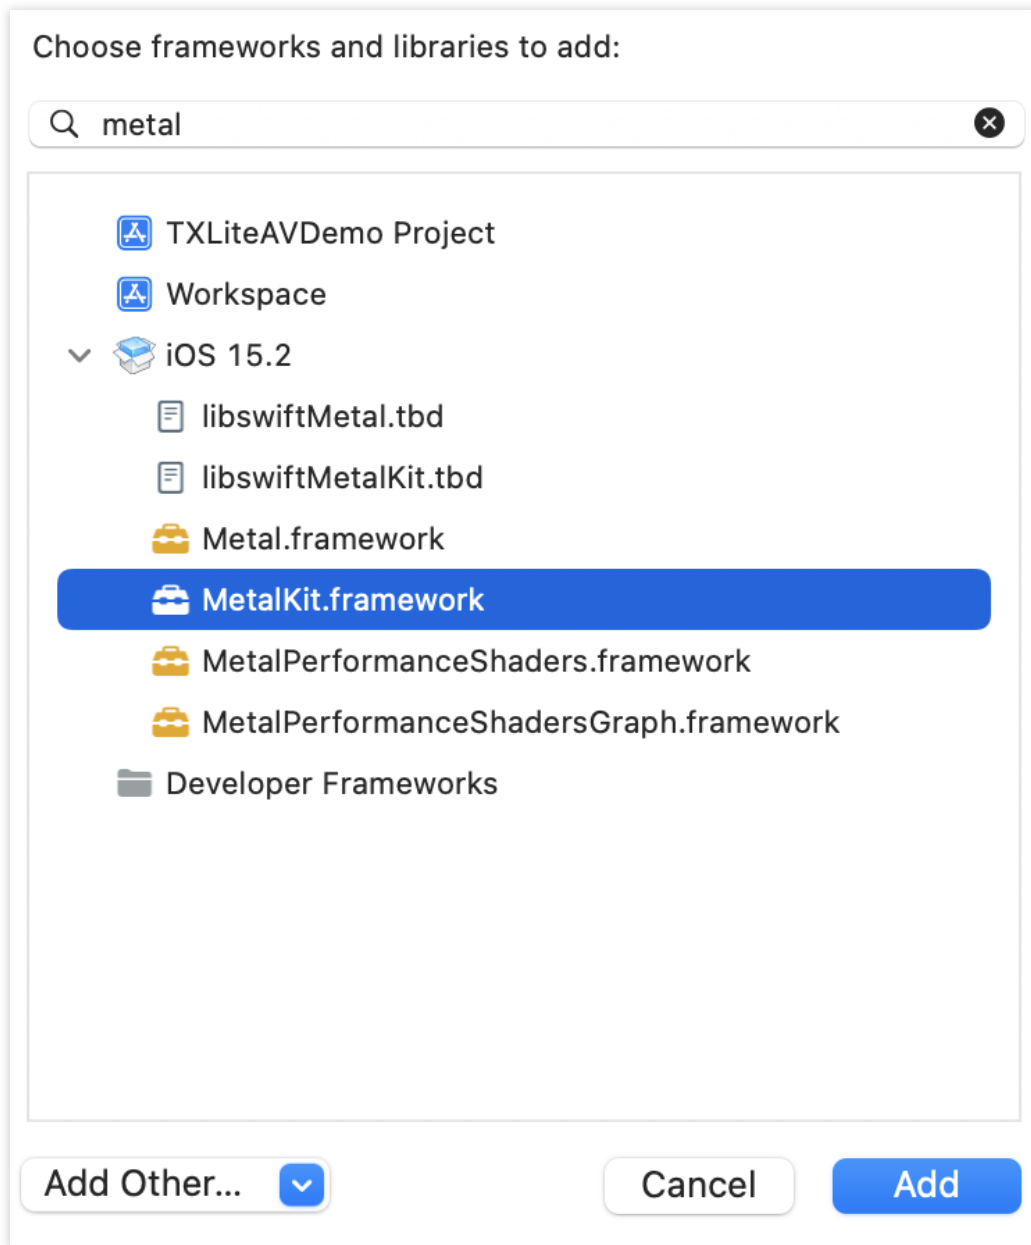 Choose frameworks and libraries to add:
metal
TXLiteAVDemo Project
Workspace
iOS 15.2
libswiftMetal.tbd
libswiftMetalKit.tbd
Metal.framework
MetalKit.framework
MetalPerformanceShaders.framework
MetalPerformanceShadersGraph.framework
Developer Frameworks
Add Other... Cancel Add